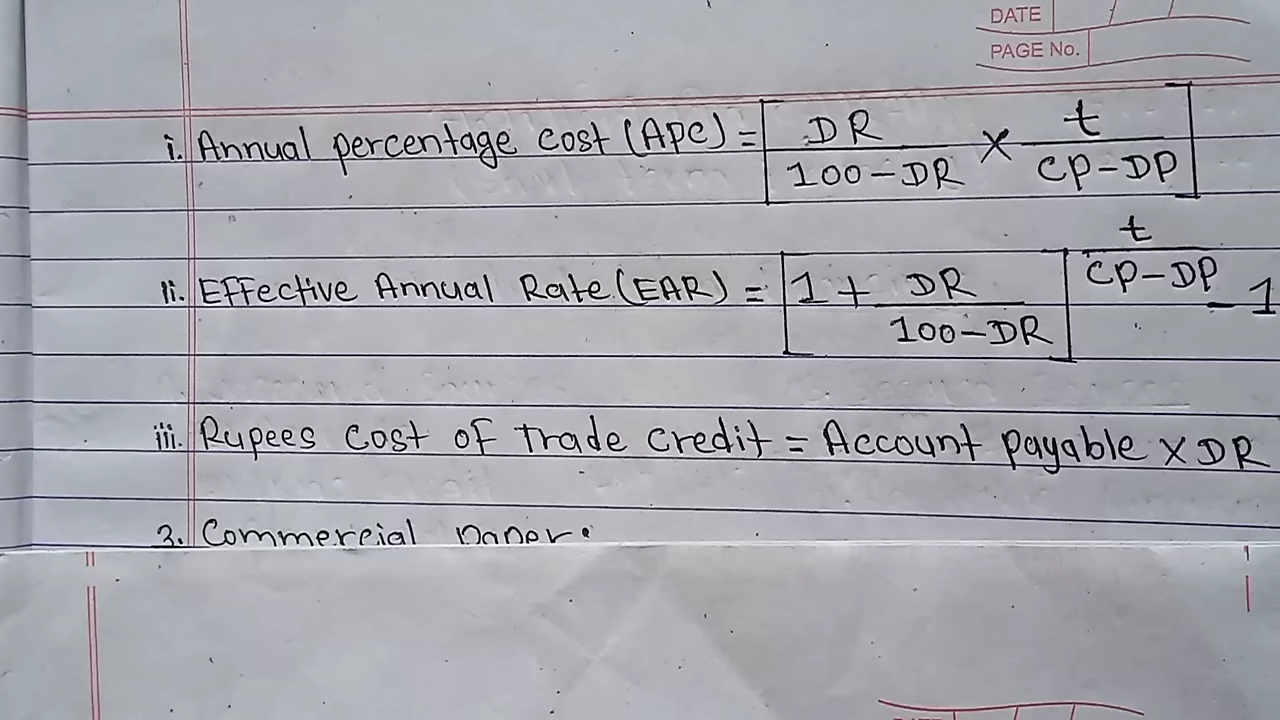 DATE
PAGE No.
i. Annual percentage cost (APC) = [DR / 100 - DR × t / CP - DP]
ii. Effective Annual Rate (EAR) = [1 + DR / 100 - DR]^(t / CP - DP) - 1
iii. Rupees cost of trade credit = Account payable × DR
3. Commercial paper.